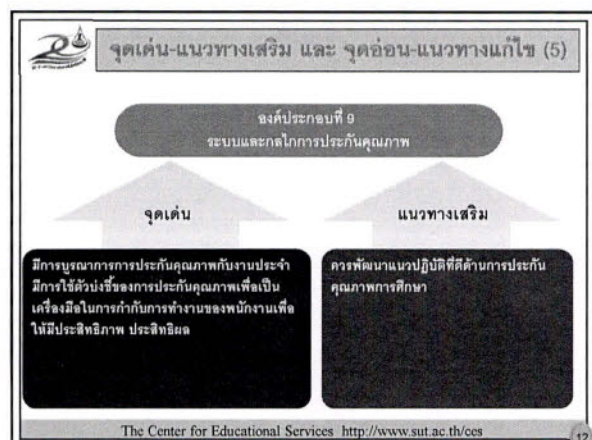 จุดเด่น-แนวทางเสริม และ จุดอ่อน-แนวทางแก้ไข (5)
องค์ประกอบที่ 9
ระบบและกลไกการประกันคุณภาพ
จุดเด่น
มีการบูรณาการการประกันคุณภาพกับงานประจำ
มีการใช้ตัวบ่งชี้ของการประกันคุณภาพเพื่อเป็น
เครื่องมือในการกำกับการทำงานของพนักงานเพื่อ
ให้มีประสิทธิภาพ ประสิทธิผล
แนวทางเสริม
ควรพัฒนาแนวปฏิบัติที่ดีด้านการประกัน
คุณภาพการศึกษา
The Center for Educational Services http://www.sut.ac.th/ces
12